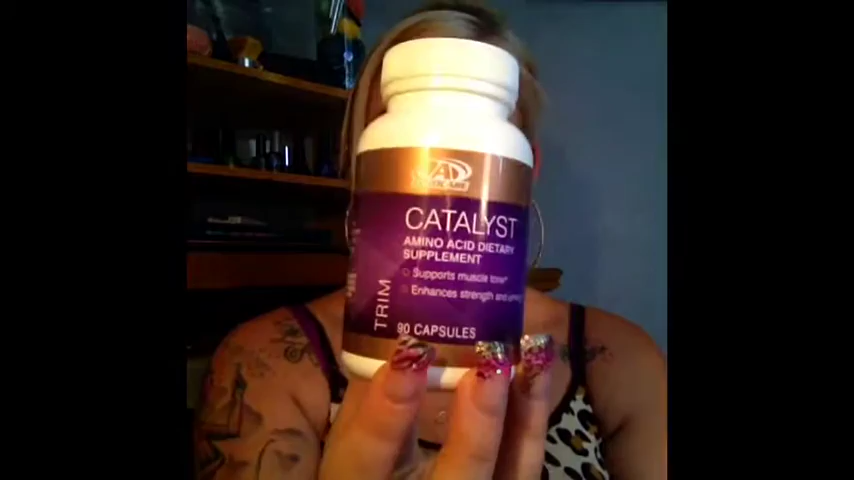 CATALYST
AMINO ACID DIETARY
SUPPLEMENT
Supports muscle tone*
Enhances strength and
TRIM
90 CAPSULES